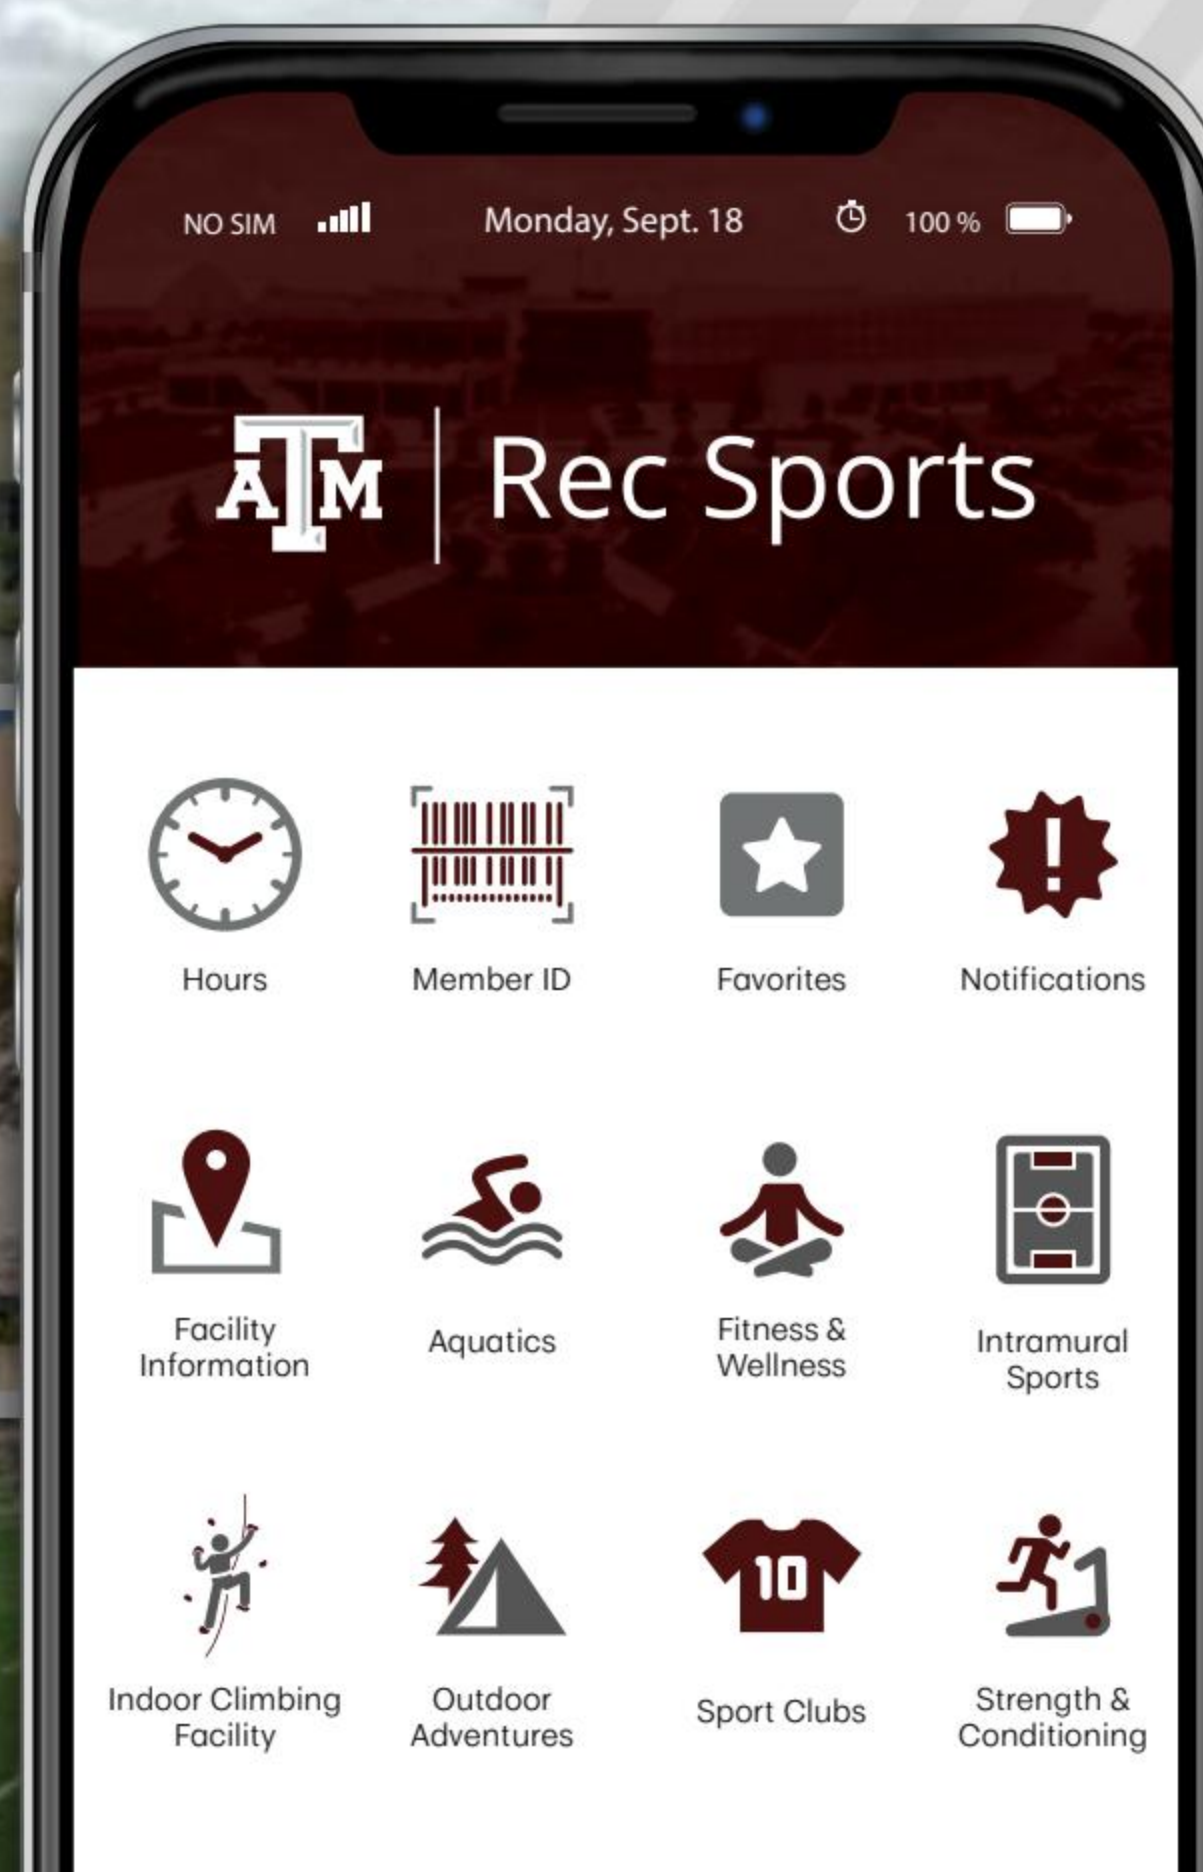 NO SIM Monday, Sept. 18 100 %
ATM Rec Sports
Hours Member ID Favorites Notifications
Facility
Information
Aquatics
Fitness &
Wellness
Intramural
Sports
Indoor Climbing
Facility
Outdoor
Adventures
Sport Clubs
10
Strength &
Conditioning